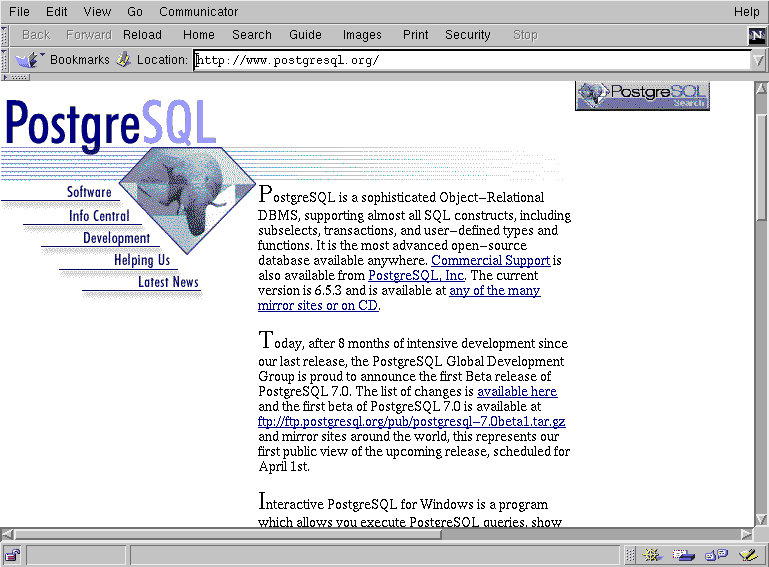 File Edit View Go Communicator Help
Back Forward Reload Home Search Guide Images Print Security Stop
N
Bookmarks Location: http://www.postgresql.org/
PostgreSQL
Search
PostgreSQL
Software
Info Central
Development
Helping Us
Latest News
PostgreSQL is a sophisticated Object-Relational
DBMS, supporting almost all SQL constructs, including
subselects, transactions, and user-defined types and
functions. It is the most advanced open-source
database available anywhere. Commercial Support is
also available from PostgreSQL, Inc. The current
version is 6.5.3 and is available at any of the many
mirror sites or on CD.
Today, after 8 months of intensive development since
our last release, the PostgreSQL Global Development
Group is proud to announce the first Beta release of
PostgreSQL 7.0. The list of changes is available here
and the first beta of PostgreSQL 7.0 is available at
ftp://ftp.postgresql.org/pub/postgresql-7.0beta1.tar.gz
and mirror sites around the world, this represents our
first public view of the upcoming release, scheduled for
April 1st.
Interactive PostgreSQL for Windows is a program
which allows you execute PostgreSQL queries, show